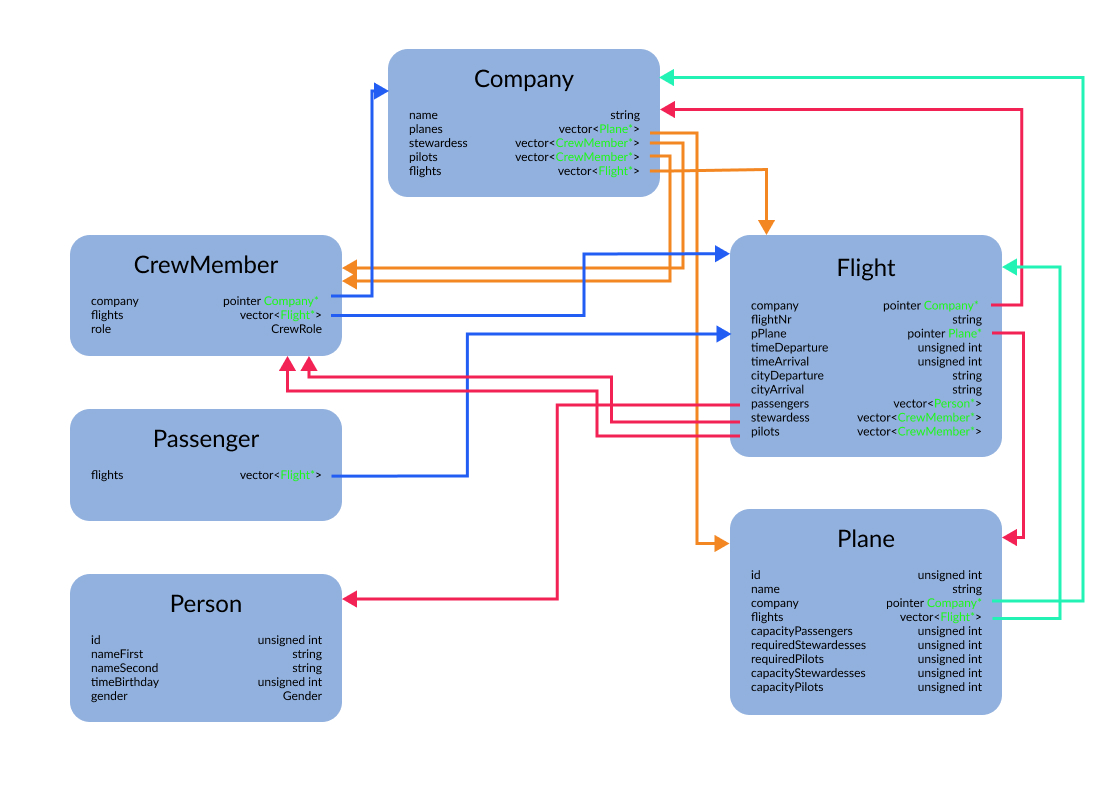 Company
name string
planes vector<Plane*>
stewardess vector<CrewMember*>
pilots vector<CrewMember*>
flights vector<Flight*>
CrewMember
company pointer Company*
flights vector<Flight*>
role CrewRole
Flight
company pointer Company*
flightNr string
pPlane pointer Plane*
timeDeparture unsigned int
timeArrival unsigned int
cityDeparture string
cityArrival string
passengers vector<Person*>
stewardess vector<CrewMember*>
pilots vector<CrewMember*>
Passenger
flights vector<Flight*>
Plane
id unsigned int
name string
company pointer Company*
flights vector<Flight*>
capacityPassengers unsigned int
requiredStewardesses unsigned int
requiredPilots unsigned int
capacityStewardesses unsigned int
capacityPilots unsigned int
Person
id unsigned int
nameFirst string
nameSecond string
timeBirthday unsigned int
gender Gender